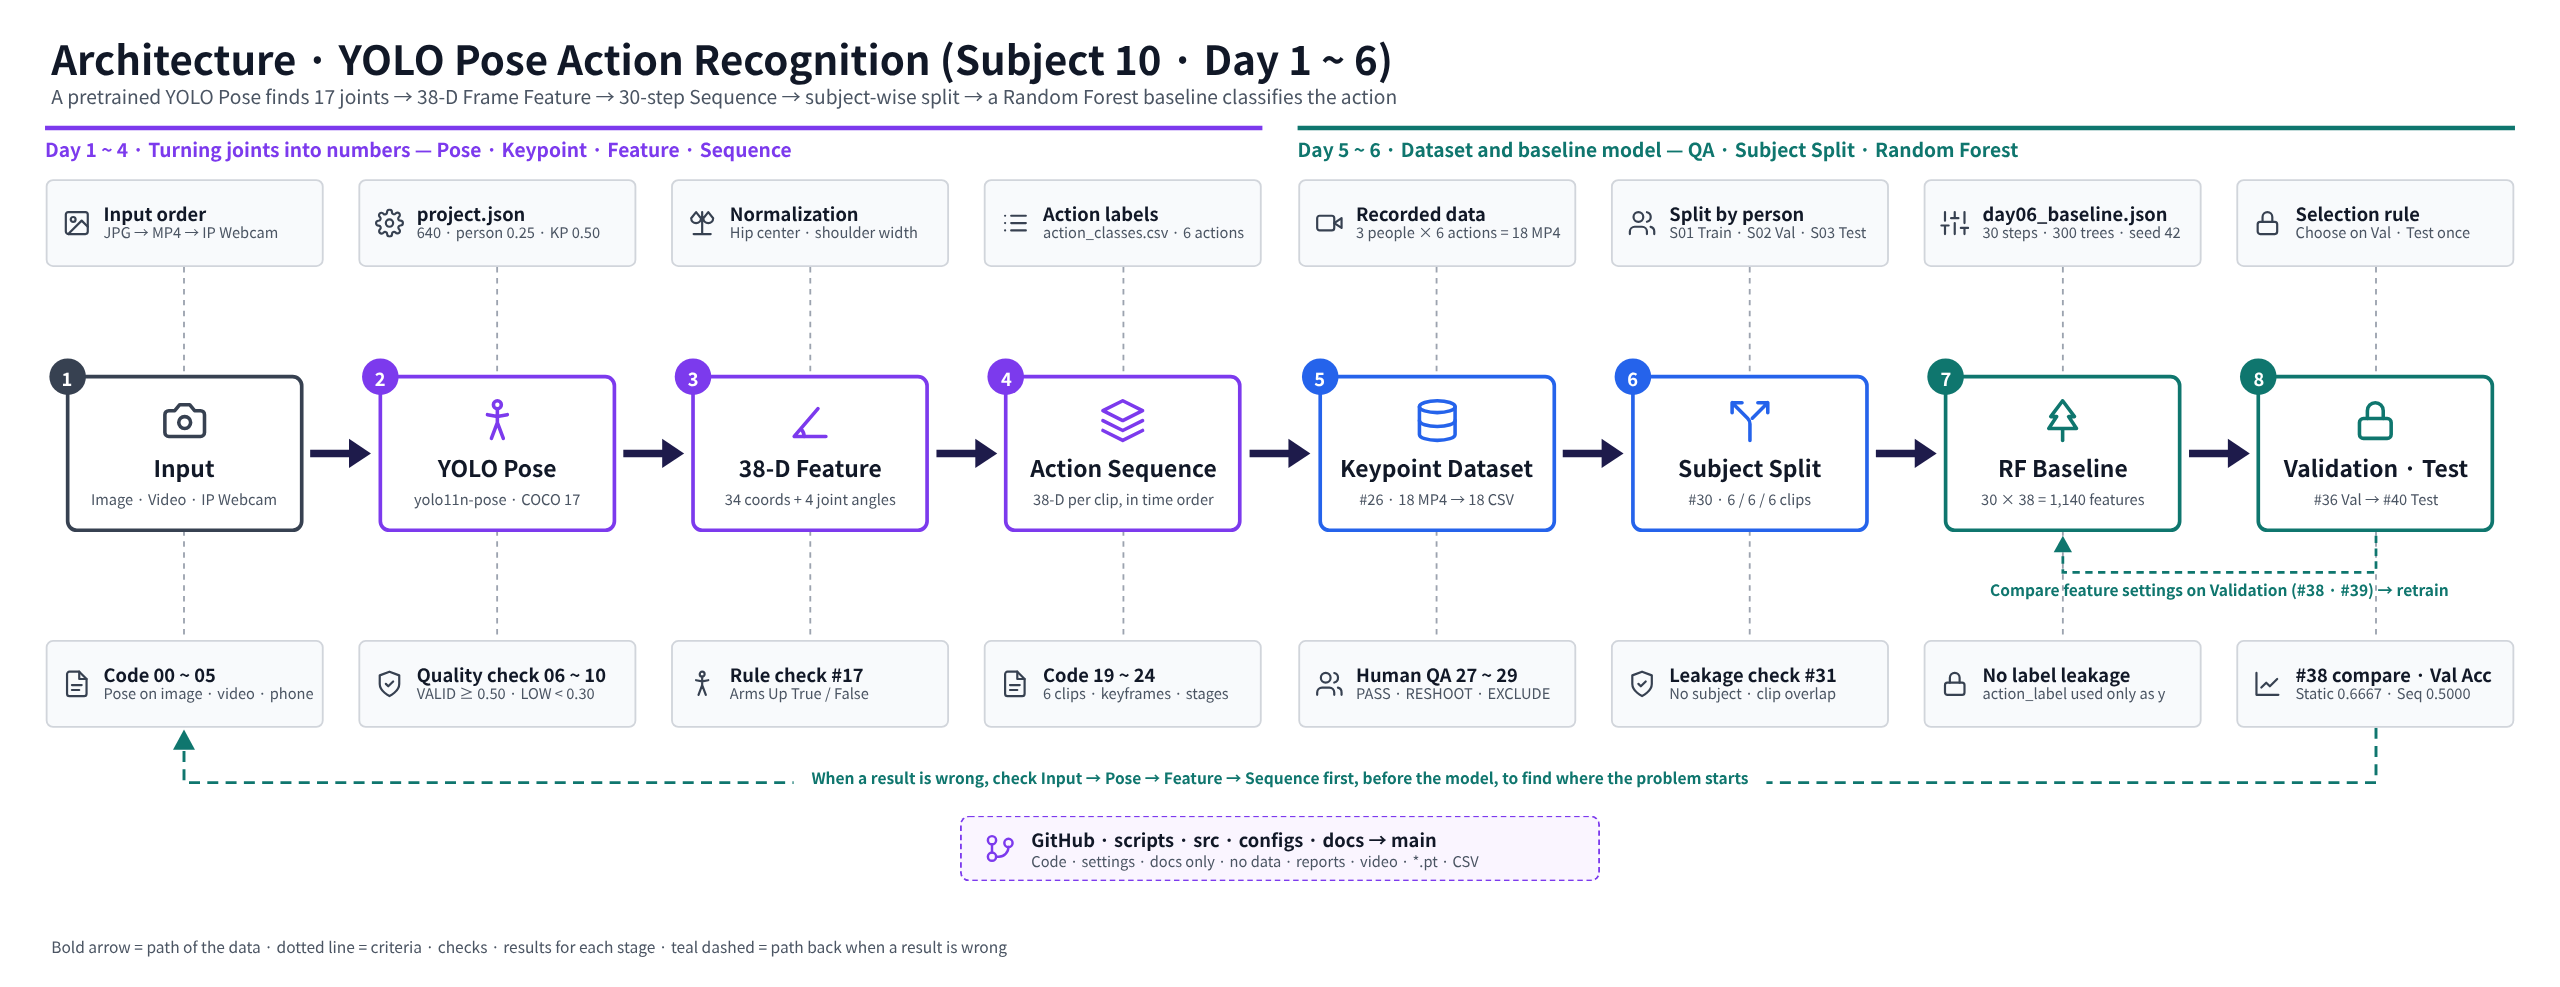 Architecture · YOLO Pose Action Recognition (Subject 10 · Day 1 ~ 6)
A pretrained YOLO Pose finds 17 joints → 38-D Frame Feature → 30-step Sequence → subject-wise split → a Random Forest baseline classifies the action
Day 1 ~ 4 · Turning joints into numbers — Pose · Keypoint · Feature · Sequence
Day 5 ~ 6 · Dataset and baseline model — QA · Subject Split · Random Forest
Input order
JPG → MP4 → IP Webcam
project.json
640 · person 0.25 · KP 0.50
Normalization
Hip center · shoulder width
Action labels
action_classes.csv · 6 actions
Recorded data
3 people × 6 actions = 18 MP4
Split by person
S01 Train · S02 Val · S03 Test
day06_baseline.json
30 steps · 300 trees · seed 42
Selection rule
Choose on Val · Test once
1
Input
Image · Video · IP Webcam
2
YOLO Pose
yolo11n-pose · COCO 17
3
38-D Feature
34 coords + 4 joint angles
4
Action Sequence
38-D per clip, in time order
5
Keypoint Dataset
#26 · 18 MP4 → 18 CSV
6
Subject Split
#30 · 6 / 6 / 6 clips
7
RF Baseline
30 × 38 = 1,140 features
8
Validation · Test
#36 Val → #40 Test
Compare feature settings on Validation (#38 · #39) → retrain
Code 00 ~ 05
Pose on image · video · phone
Quality check 06 ~ 10
VALID ≥ 0.50 · LOW < 0.30
Rule check #17
Arms Up True / False
Code 19 ~ 24
6 clips · keyframes · stages
Human QA 27 ~ 29
PASS · RESHOOT · EXCLUDE
Leakage check #31
No subject · clip overlap
No label leakage
action_label used only as y
#38 compare · Val Acc
Static 0.6667 · Seq 0.5000
When a result is wrong, check Input → Pose → Feature → Sequence first, before the model, to find where the problem starts
GitHub · scripts · src · configs · docs → main
Code · settings · docs only · no data · reports · video · *.pt · CSV
Bold arrow = path of the data · dotted line = criteria · checks · results for each stage · teal dashed = path back when a result is wrong